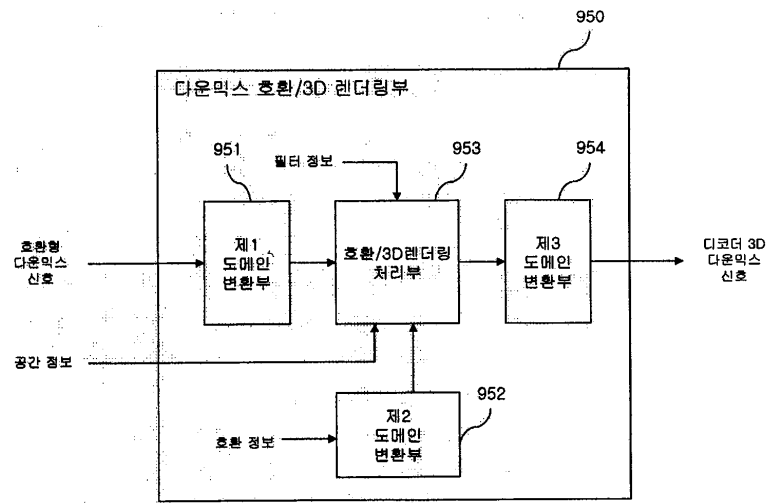 950
다운믹스 호환/3D 렌더링부
951
필터 정보
953
954
호환형
다운믹스
신호
제1
도메인
변환부
호환/3D렌더링
처리부
제3
도메인
변환부
디코더 3D
다운믹스
신호
공간 정보
952
호환 정보
제2
도메인
변환부